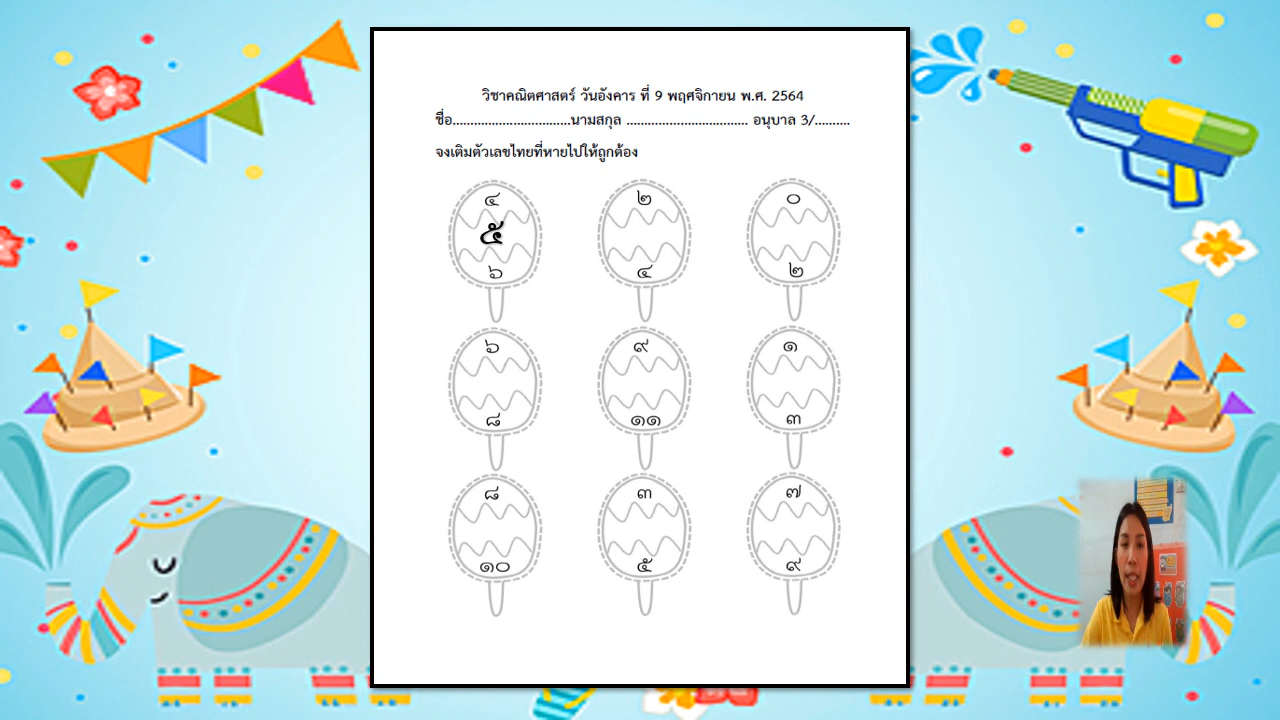 วิชาคณิตศาสตร์ วันอังคาร ที่ 9 พฤศจิกายน พ.ศ. 2564
ชื่อ.................................นามสกุล .................................. อนุบาล 3/..........
จงเติมตัวเลขไทยที่หายไปให้ถูกต้อง
๔ ๒ ๐
๕
๖ ๔ ๒
๖ ๙ ๑
๘ ๑๑ ๓
๘ ๓ ๗
๑๐ ๕ ๙